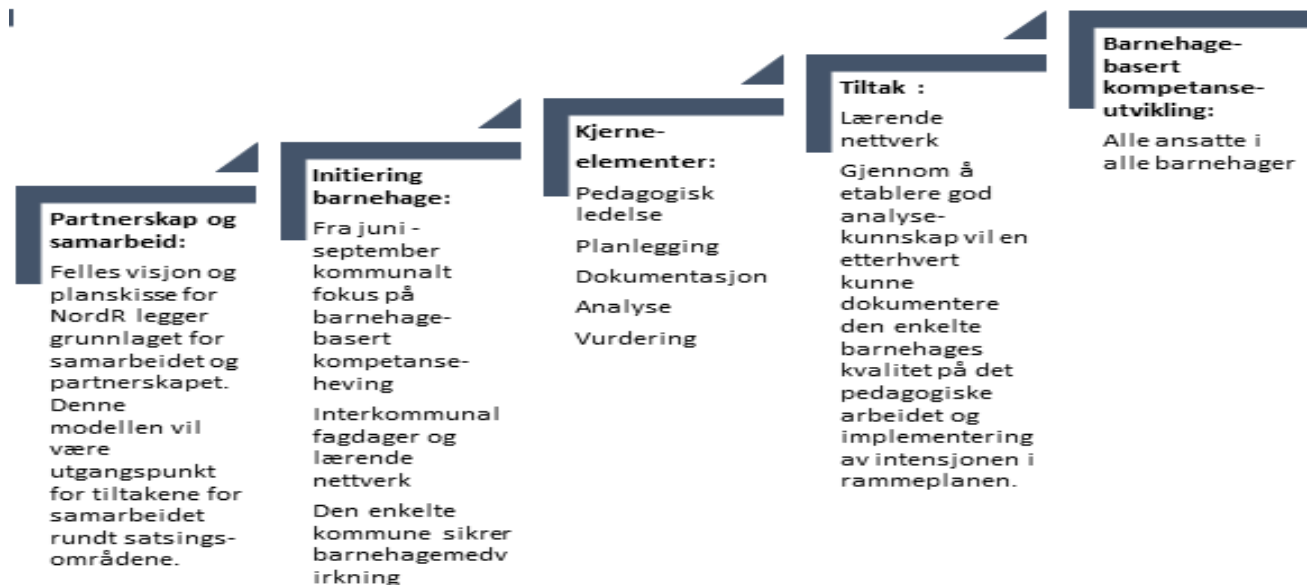 Partnerskap og
samarbeid:
Felles visjon og
planskisse for
NordR legger
grunnlaget for
samarbeidet og
partnerskapet.
Denne
modellen vil
være
utgangspunkt
for tiltakene for
samarbeidet
rundt satsings-
områdene.
Initiering
barnehage:
Fra juni -
september
kommunalt
fokus på
barnehage-
basert
kompetanse-
heving
Interkommunal
fagdager og
lærende
nettverk
Den enkelte
kommune sikrer
barnehagemedv
irkning
Kjerne-
elementer:
Pedagogisk
ledelse
Planlegging
Dokumentasjon
Analyse
Vurdering
Tiltak :
Lærende
nettverk
Gjennom å
etablere god
analyse-
kunnskap vil en
etterhvert
kunne
dokumentere
den enkelte
barnehages
kvalitet på det
pedagogiske
arbeidet og
implementering
av intensjonen i
rammeplanen.
Barnehage-
basert
kompetanse-
utvikling:
Alle ansatte i
alle barnehager